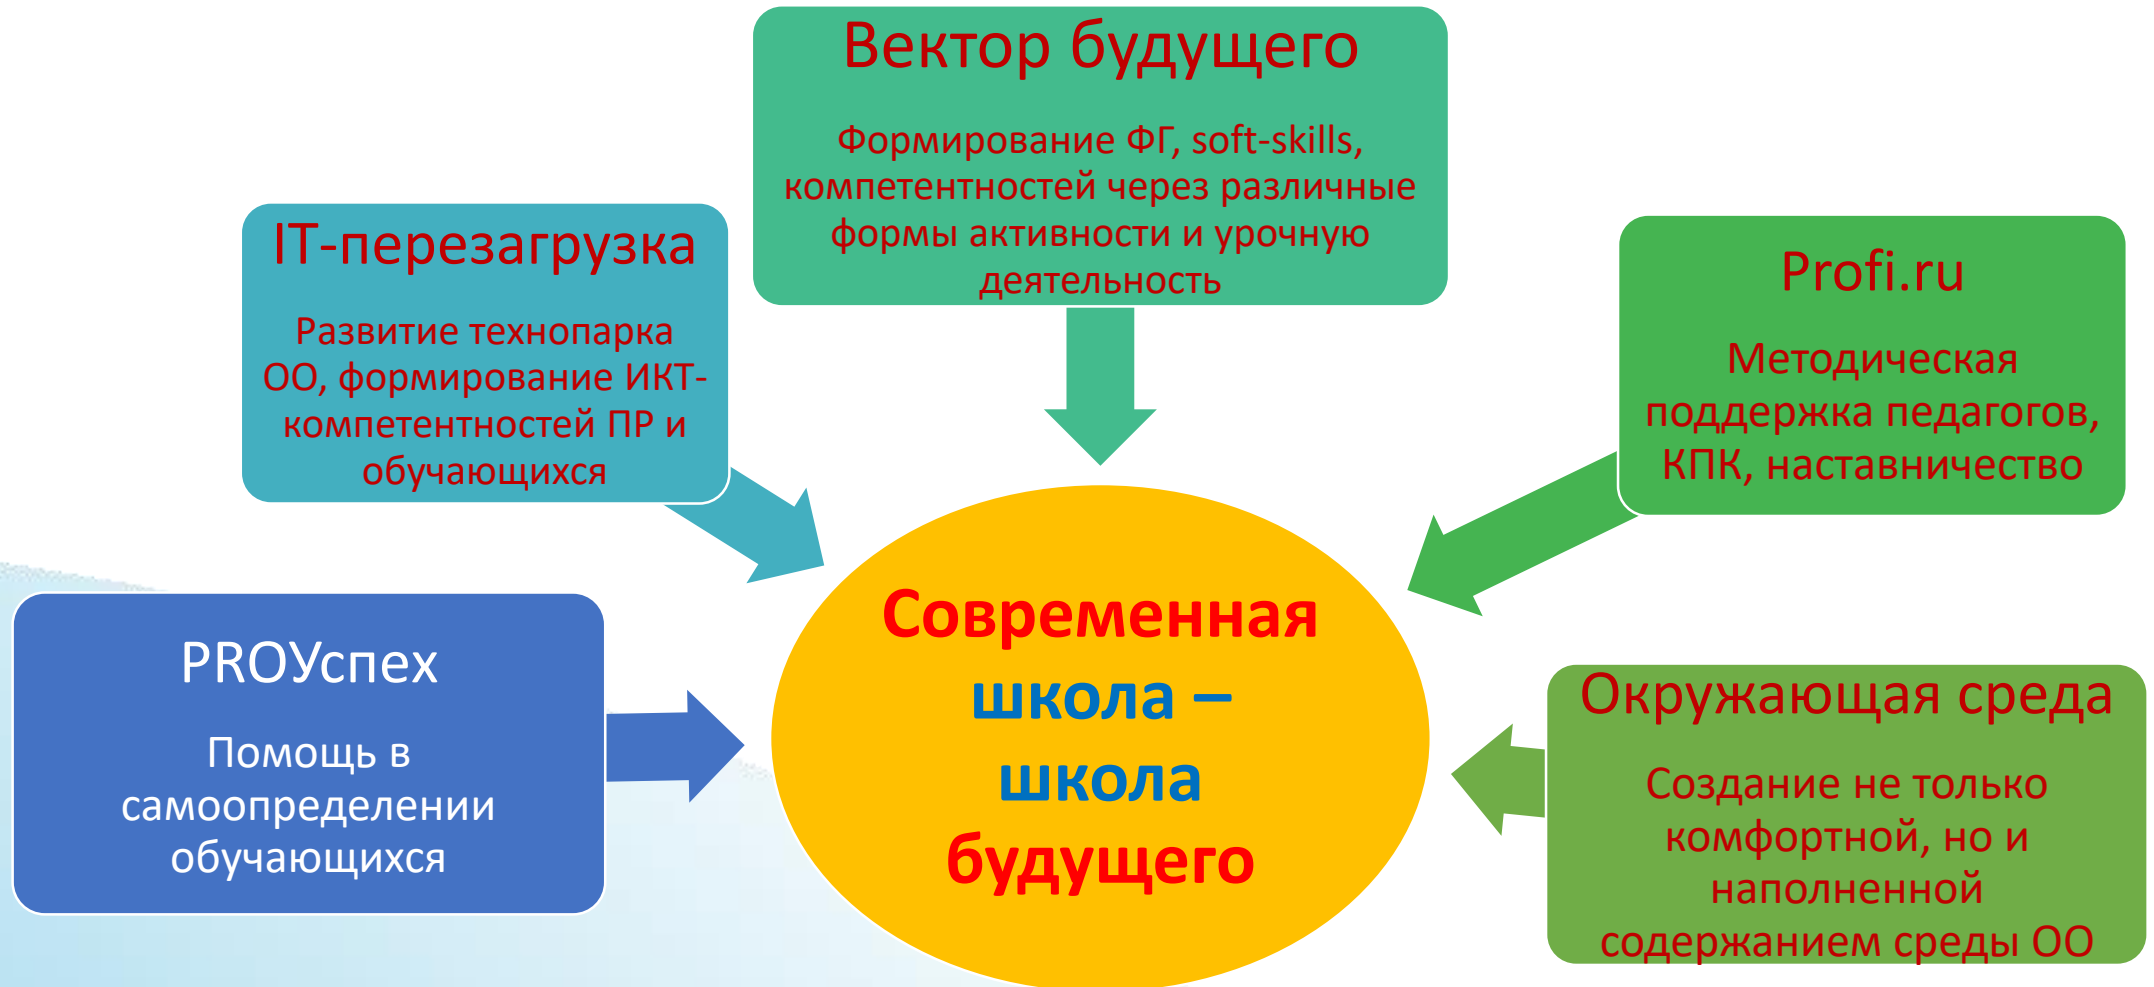 Вектор будущего
Формирование ФГ, soft-skills,
компетентностей через различные
формы активности и урочную
деятельность
IT-перезагрузка
Развитие технопарка
ОО, формирование ИКТ-
компетентностей ПР и
обучающихся
Profi.ru
Методическая
поддержка педагогов,
КПК, наставничество
PROУспех
Помощь в
самоопределении
обучающихся
Современная
школа –
школа
будущего
Окружающая среда
Создание не только
комфортной, но и
наполненной
содержанием среды ОО